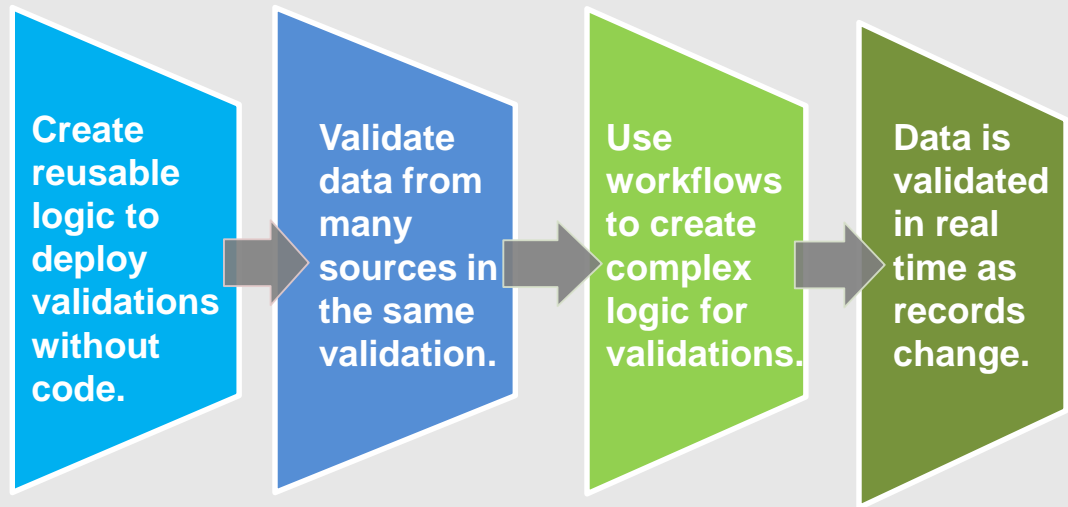 Create
reusable
logic to
deploy
validations
without
code.
Validate
data from
many
sources in
the same
validation.
Use
workflows
to create
complex
logic for
validations.
Data is
validated
in real
time as
records
change.